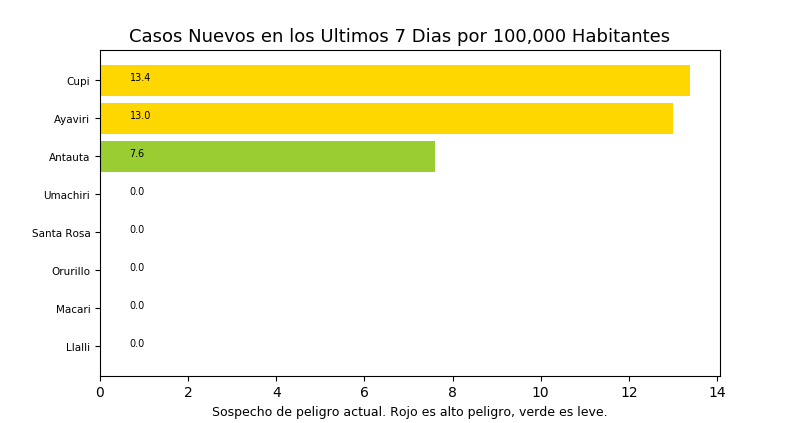 Casos Nuevos en los Ultimos 7 Dias por 100,000 Habitantes
Cupi 13.4
Ayaviri 13.0
Antauta 7.6
Umachiri 0.0
Santa Rosa 0.0
Orurillo 0.0
Macari 0.0
Llalli 0.0
0 2 4 6 8 10 12 14
Sospecho de peligro actual. Rojo es alto peligro, verde es leve.